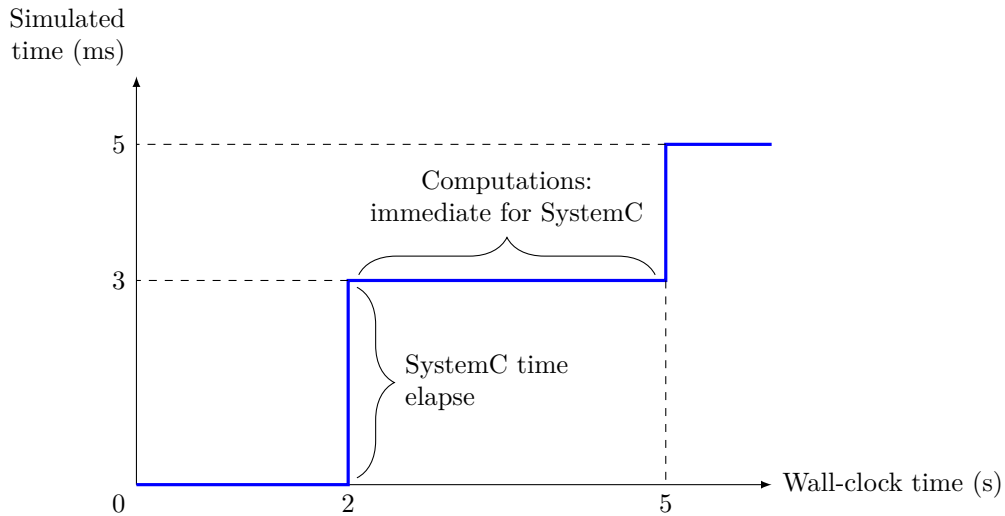 Simulated
time (ms)
5
Computations:
immediate for SystemC
3
SystemC time
elapse
Wall-clock time (s)
0
2
5